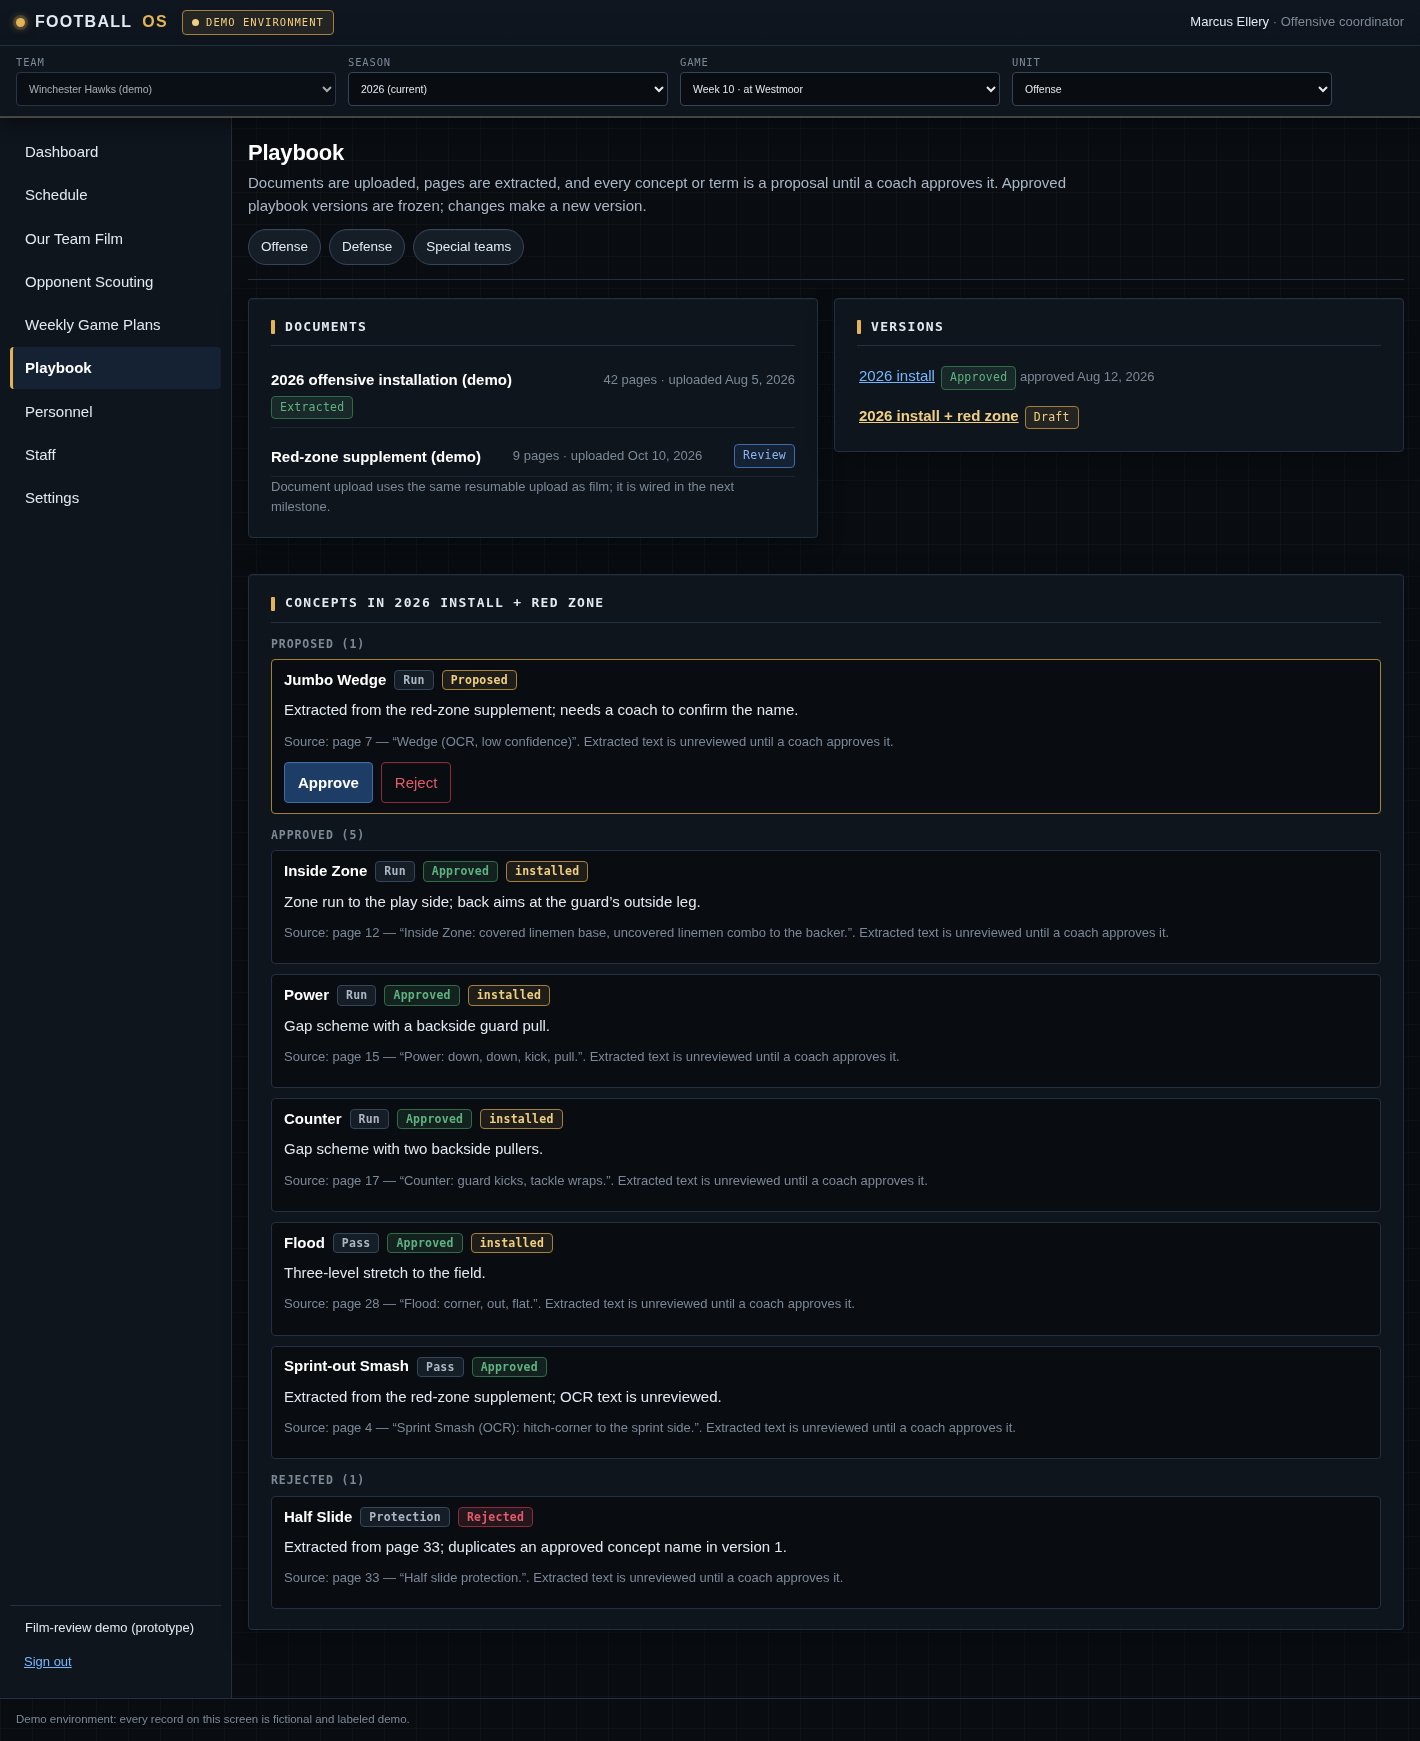 FOOTBALL OS
DEMO ENVIRONMENT
Marcus Ellery · Offensive coordinator
TEAM
Winchester Hawks (demo)
SEASON
2026 (current)
GAME
Week 10 · at Westmoor
UNIT
Offense
Dashboard
Schedule
Our Team Film
Opponent Scouting
Weekly Game Plans
Playbook
Personnel
Staff
Settings
Film-review demo (prototype)
Sign out
Playbook
Documents are uploaded, pages are extracted, and every concept or term is a proposal until a coach approves it. Approved
playbook versions are frozen; changes make a new version.
Offense
Defense
Special teams
DOCUMENTS
2026 offensive installation (demo) 42 pages · uploaded Aug 5, 2026
Extracted
Red-zone supplement (demo) 9 pages · uploaded Oct 10, 2026 Review
Document upload uses the same resumable upload as film; it is wired in the next
milestone.
VERSIONS
2026 install Approved approved Aug 12, 2026
2026 install + red zone Draft
CONCEPTS IN 2026 INSTALL + RED ZONE
PROPOSED (1)
Jumbo Wedge Run Proposed
Extracted from the red-zone supplement; needs a coach to confirm the name.
Source: page 7 — “Wedge (OCR, low confidence)”. Extracted text is unreviewed until a coach approves it.
Approve Reject
APPROVED (5)
Inside Zone Run Approved installed
Zone run to the play side; back aims at the guard’s outside leg.
Source: page 12 — “Inside Zone: covered linemen base, uncovered linemen combo to the backer.”. Extracted text is unreviewed until a coach approves it.
Power Run Approved installed
Gap scheme with a backside guard pull.
Source: page 15 — “Power: down, down, kick, pull.”. Extracted text is unreviewed until a coach approves it.
Counter Run Approved installed
Gap scheme with two backside pullers.
Source: page 17 — “Counter: guard kicks, tackle wraps.”. Extracted text is unreviewed until a coach approves it.
Flood Pass Approved installed
Three-level stretch to the field.
Source: page 28 — “Flood: corner, out, flat.”. Extracted text is unreviewed until a coach approves it.
Sprint-out Smash Pass Approved
Extracted from the red-zone supplement; OCR text is unreviewed.
Source: page 4 — “Sprint Smash (OCR): hitch-corner to the sprint side.”. Extracted text is unreviewed until a coach approves it.
REJECTED (1)
Half Slide Protection Rejected
Extracted from page 33; duplicates an approved concept name in version 1.
Source: page 33 — “Half slide protection.”. Extracted text is unreviewed until a coach approves it.
Demo environment: every record on this screen is fictional and labeled demo.